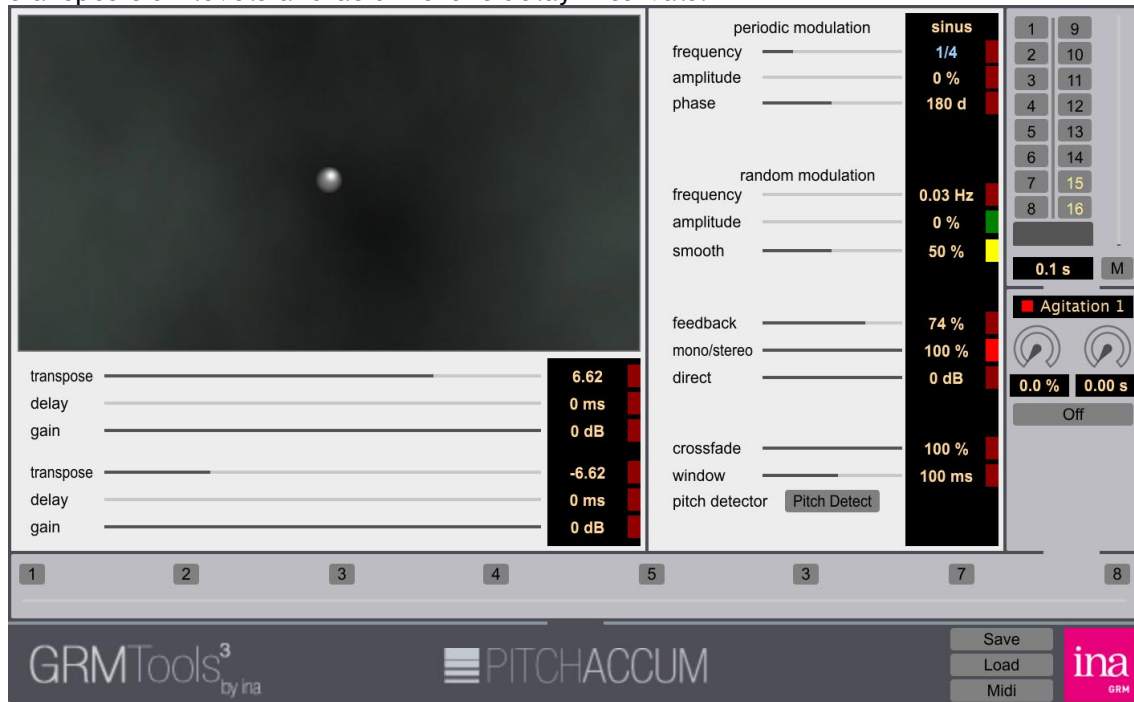 periodic modulation sinus
frequency 1/4
amplitude 0 %
phase 180 d
random modulation
frequency 0.03 Hz
amplitude 0 %
smooth 50 %
feedback 74 %
mono/stereo 100 %
direct 0 dB
crossfade 100 %
window 100 ms
pitch detector Pitch Detect
transpose 6.62
delay 0 ms
gain 0 dB
transpose -6.62
delay 0 ms
gain 0 dB
1 9
2 10
3 11
4 12
5 13
6 14
7 15
8 16
0.1 s M
Agitation 1
0.0 % 0.00 s
Off
1 2 3 4 5 3 7 8
GRMTools3
by ina
PITCHACCUM
Save
Load
Midi
ina
GRM